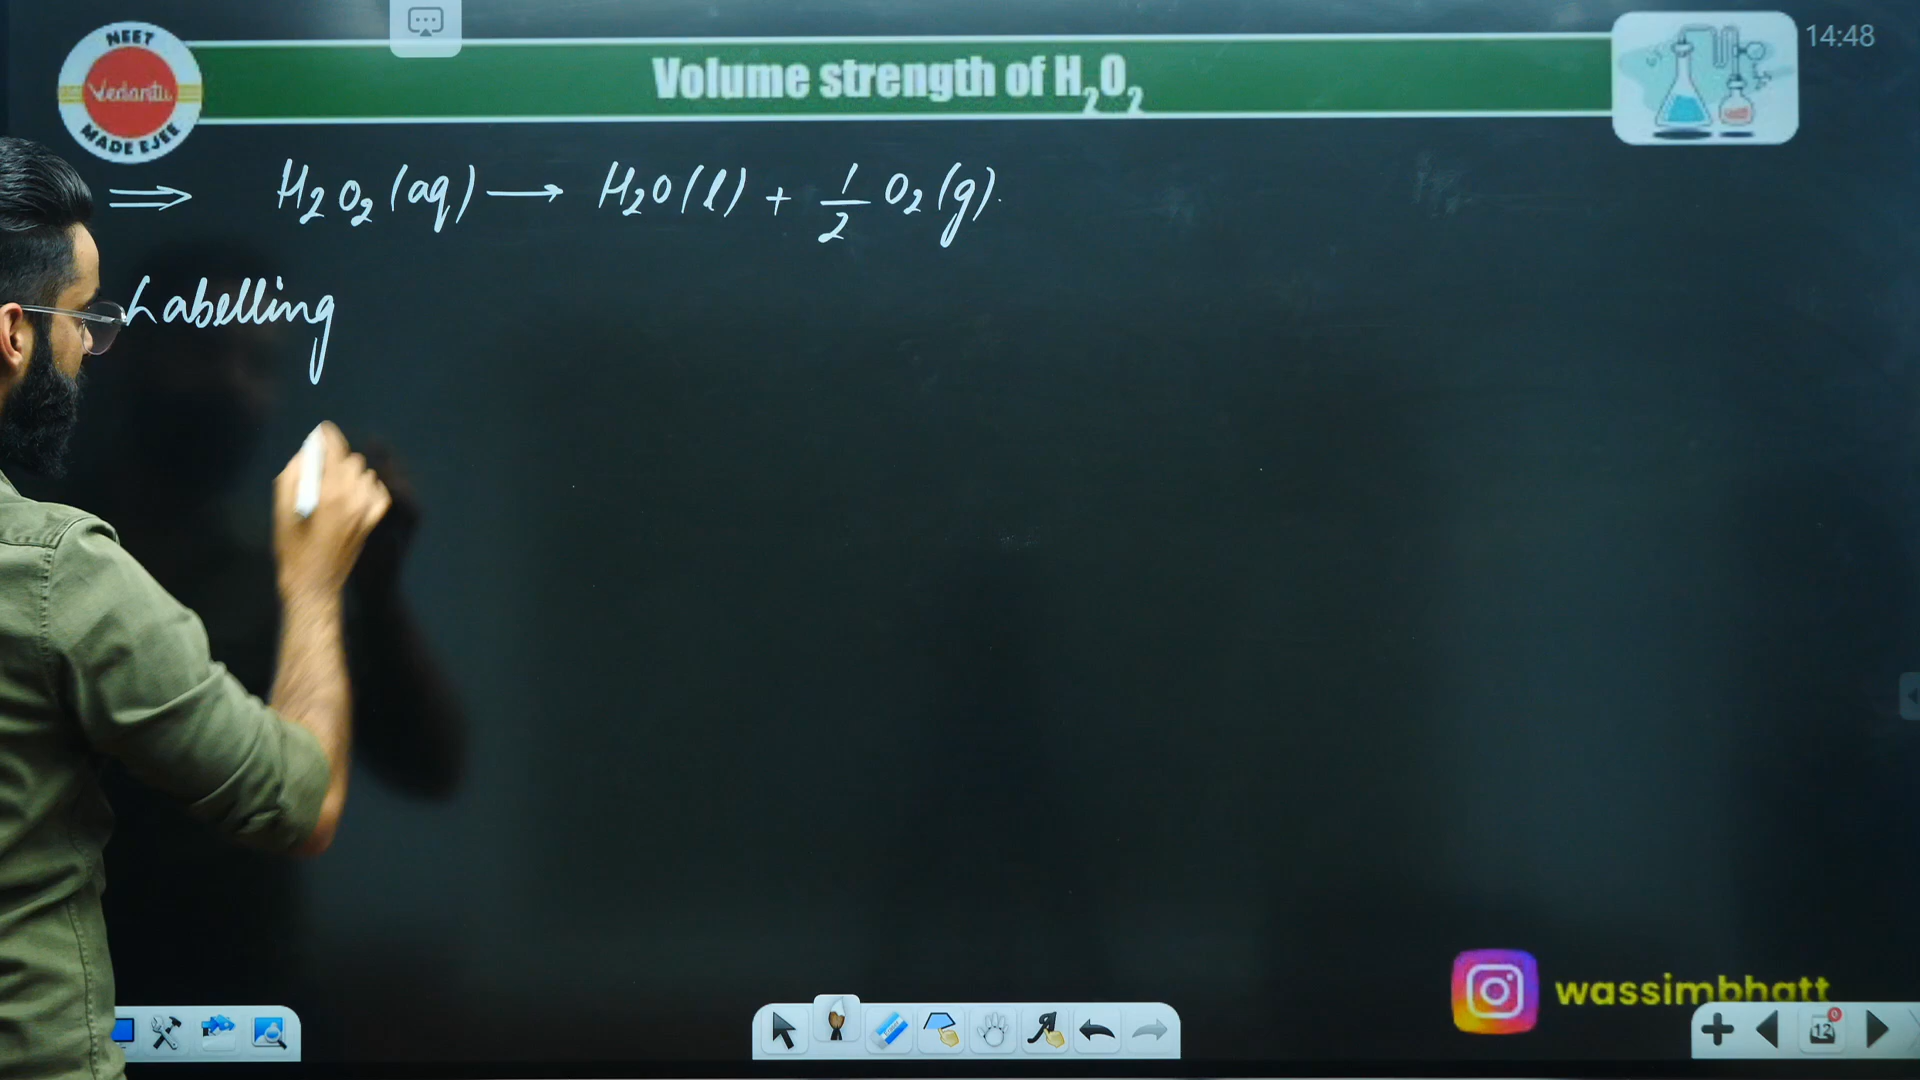 NEET
Vedantu
MADE EJEE
Volume strength of H₂O₂
14:48
⇒ H₂O₂(aq) ⟶ H₂O(l) + 1/2 O₂(g).
Labelling
wassimbhatt
12
0